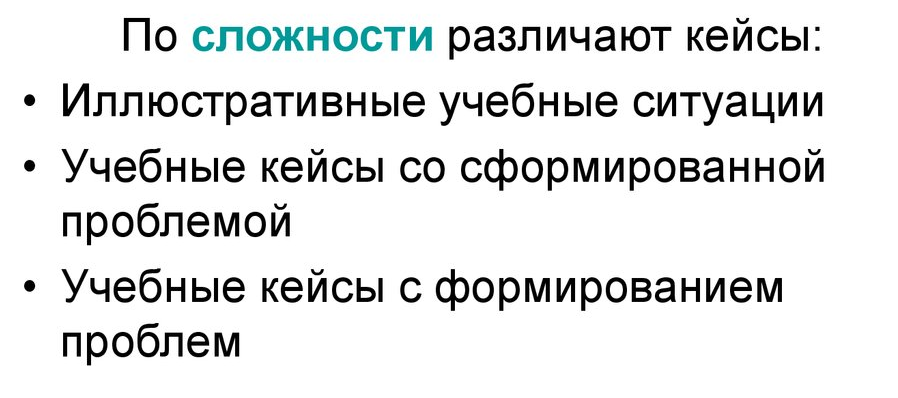 По сложности различают кейсы:
• Иллюстративные учебные ситуации
• Учебные кейсы со сформированной
проблемой
• Учебные кейсы с формированием
проблем